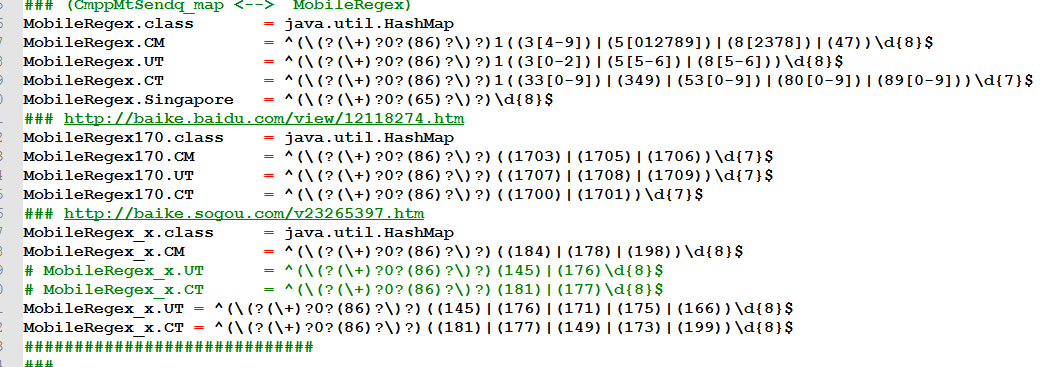 ### (CmppMtSendq_map <-->  MobileRegex)
MobileRegex.class        = java.util.HashMap
MobileRegex.CM          = ^(\(?(\+)?0?(86)?\)?)1((3[4-9])|(5[012789])|(8[2378])|(47))\d{8}$
MobileRegex.UT          = ^(\(?(\+)?0?(86)?\)?)1((3[0-2])|(5[5-6])|(8[5-6]))\d{8}$
MobileRegex.CT          = ^(\(?(\+)?0?(86)?\)?)1((33[0-9])|(349)|(53[0-9])|(80[0-9])|(89[0-9]))\d{7}$
MobileRegex.Singapore   = ^(\(?(\+)?0?(65)?\)?)\d{8}$
### http://baike.baidu.com/view/12118274.htm
MobileRegex170.class    = java.util.HashMap
MobileRegex170.CM       = ^(\(?(\+)?0?(86)?\)?)((1703)|(1705)|(1706))\d{7}$
MobileRegex170.UT       = ^(\(?(\+)?0?(86)?\)?)((1707)|(1708)|(1709))\d{7}$
MobileRegex170.CT       = ^(\(?(\+)?0?(86)?\)?)((1700)|(1701))\d{7}$
### http://baike.sogou.com/v23265397.htm
MobileRegex_x.class     = java.util.HashMap
MobileRegex_x.CM        = ^(\(?(\+)?0?(86)?\)?)((184)|(178)|(198))\d{8}$
# MobileRegex_x.UT      = ^(\(?(\+)?0?(86)?\)?)(145)|(176)\d{8}$
# MobileRegex_x.CT      = ^(\(?(\+)?0?(86)?\)?)(181)|(177)\d{8}$
MobileRegex_x.UT = ^(\(?(\+)?0?(86)?\)?)((145)|(176)|(171)|(175)|(166))\d{8}$
MobileRegex_x.CT = ^(\(?(\+)?0?(86)?\)?)((181)|(177)|(149)|(173)|(199))\d{8}$
#############################
###